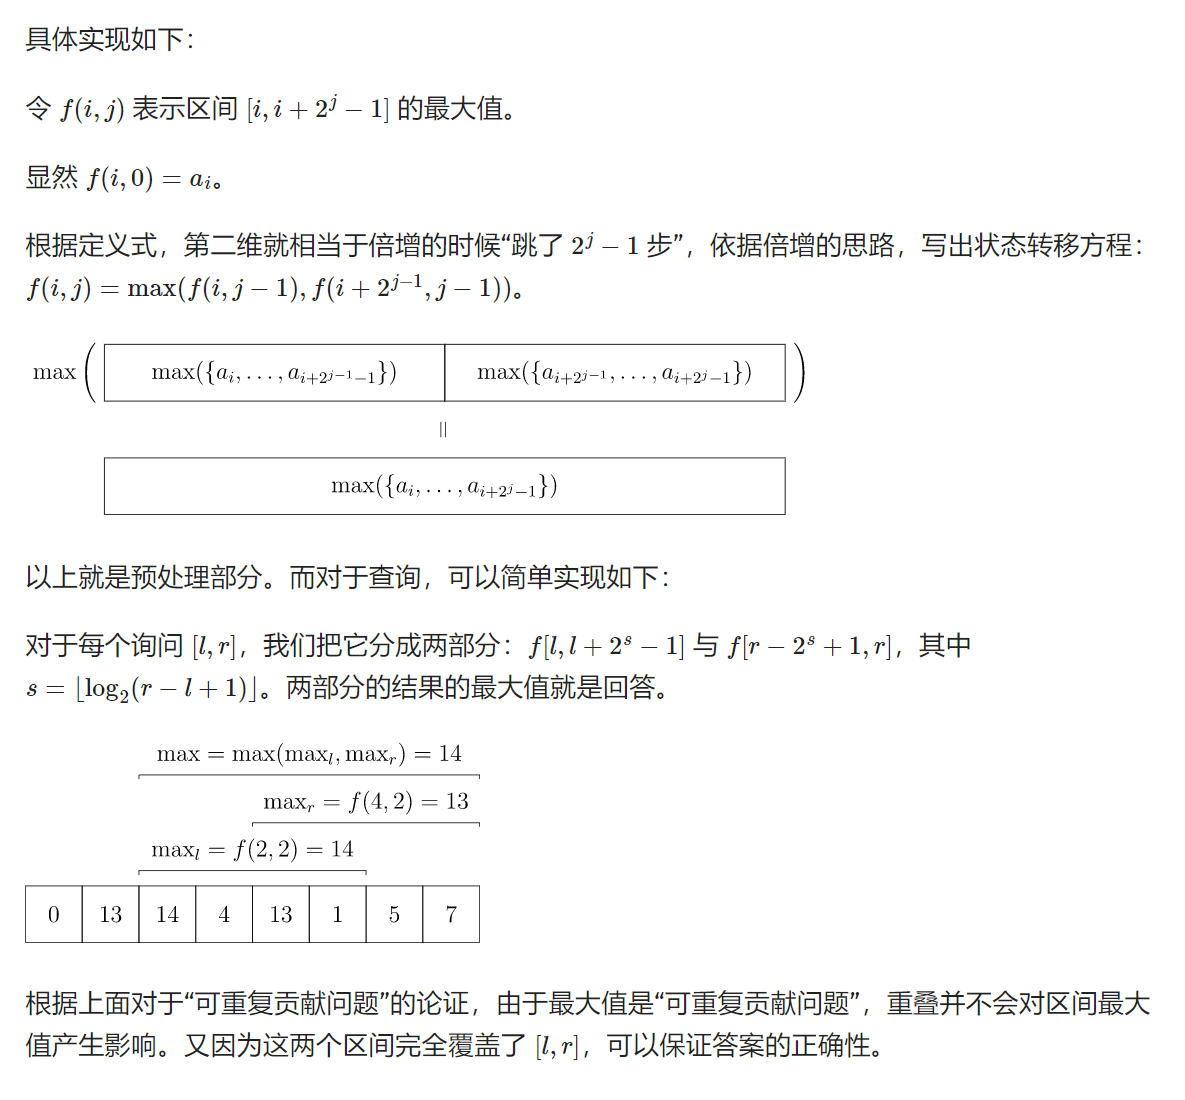 具体实现如下：
令 f(i, j) 表示区间 [i, i + 2^j − 1] 的最大值。
显然 f(i, 0) = a_i。
根据定义式，第二维就相当于倍增的时候“跳了 2^j − 1 步”，依据倍增的思路，写出状态转移方程：
f(i, j) = max(f(i, j − 1), f(i + 2^{j−1}, j − 1))。
max( max({a_i, . . . , a_{i+2^{j−1}−1}}) max({a_{i+2^{j−1}}, . . . , a_{i+2^j−1}}) )
=
max({a_i, . . . , a_{i+2^j−1}})
以上就是预处理部分。而对于查询，可以简单实现如下：
对于每个询问 [l, r]，我们把它分成两部分：f[l, l + 2^s − 1] 与 f[r − 2^s + 1, r]，其中
s = ⌊log_2(r − l + 1)⌋。两部分的结果的最大值就是回答。
max = max(max_l, max_r) = 14
max_r = f(4, 2) = 13
max_l = f(2, 2) = 14
0 13 14 4 13 1 5 7
根据上面对于“可重复贡献问题”的论证，由于最大值是“可重复贡献问题”，重叠并不会对区间最大
值产生影响。又因为这两个区间完全覆盖了 [l, r]，可以保证答案的正确性。